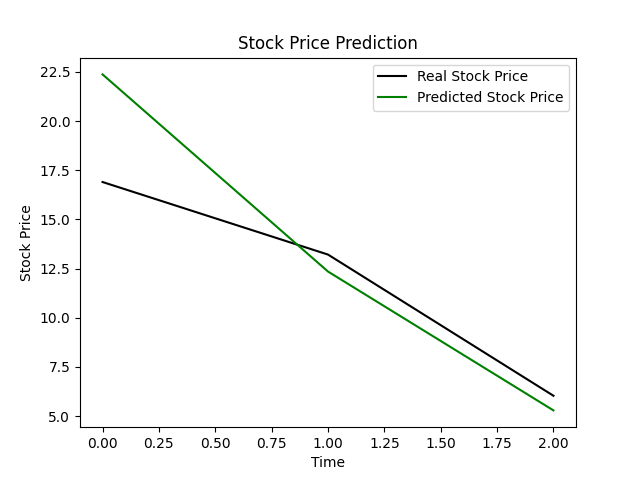 Stock Price Prediction
Real Stock Price
Predicted Stock Price
Stock Price
22.5
20.0
17.5
15.0
12.5
10.0
7.5
5.0
0.00 0.25 0.50 0.75 1.00 1.25 1.50 1.75 2.00
Time